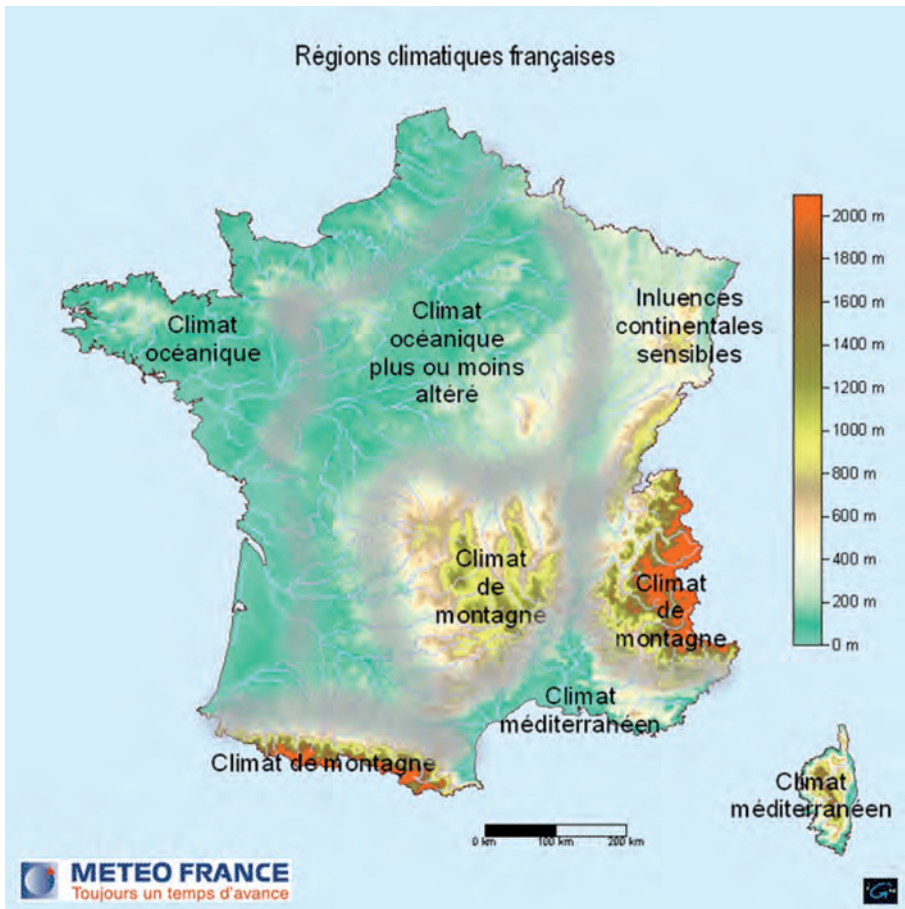 Régions climatiques françaises
2000 m
1800 m
1600 m
1400 m
1200 m
1000 m
800 m
600 m
400 m
200 m
0 m
Climat
océanique
Climat
océanique
plus ou moins
altéré
Inluences
continentales
sensibles
Climat
de
montagne
Climat
de
montagne
Climat
méditerranéen
Climat de montagne
Climat
méditerranéen
0 km
100 km
200 km
METEO FRANCE
Toujours un temps d'avance